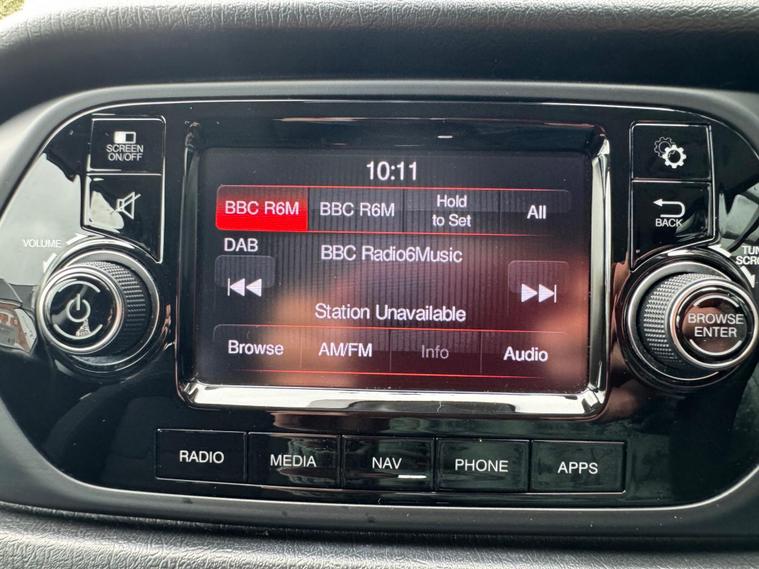 SCREEN
ON/OFF
VOLUME
10:11
BBC R6M
BBC R6M
Hold
to Set
All
DAB
BBC Radio6Music
Station Unavailable
Browse
AM/FM
Info
Audio
BACK
BROWSE
ENTER
RADIO
MEDIA
NAV
PHONE
APPS